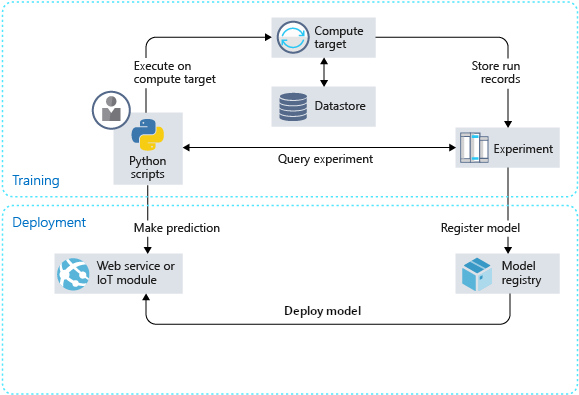 Compute
target
Execute on
compute target
Store run
records
Datastore
Python
scripts
Query experiment
Experiment
Training
Deployment
Make prediction
Register model
Web service or
IoT module
Model
registry
Deploy model